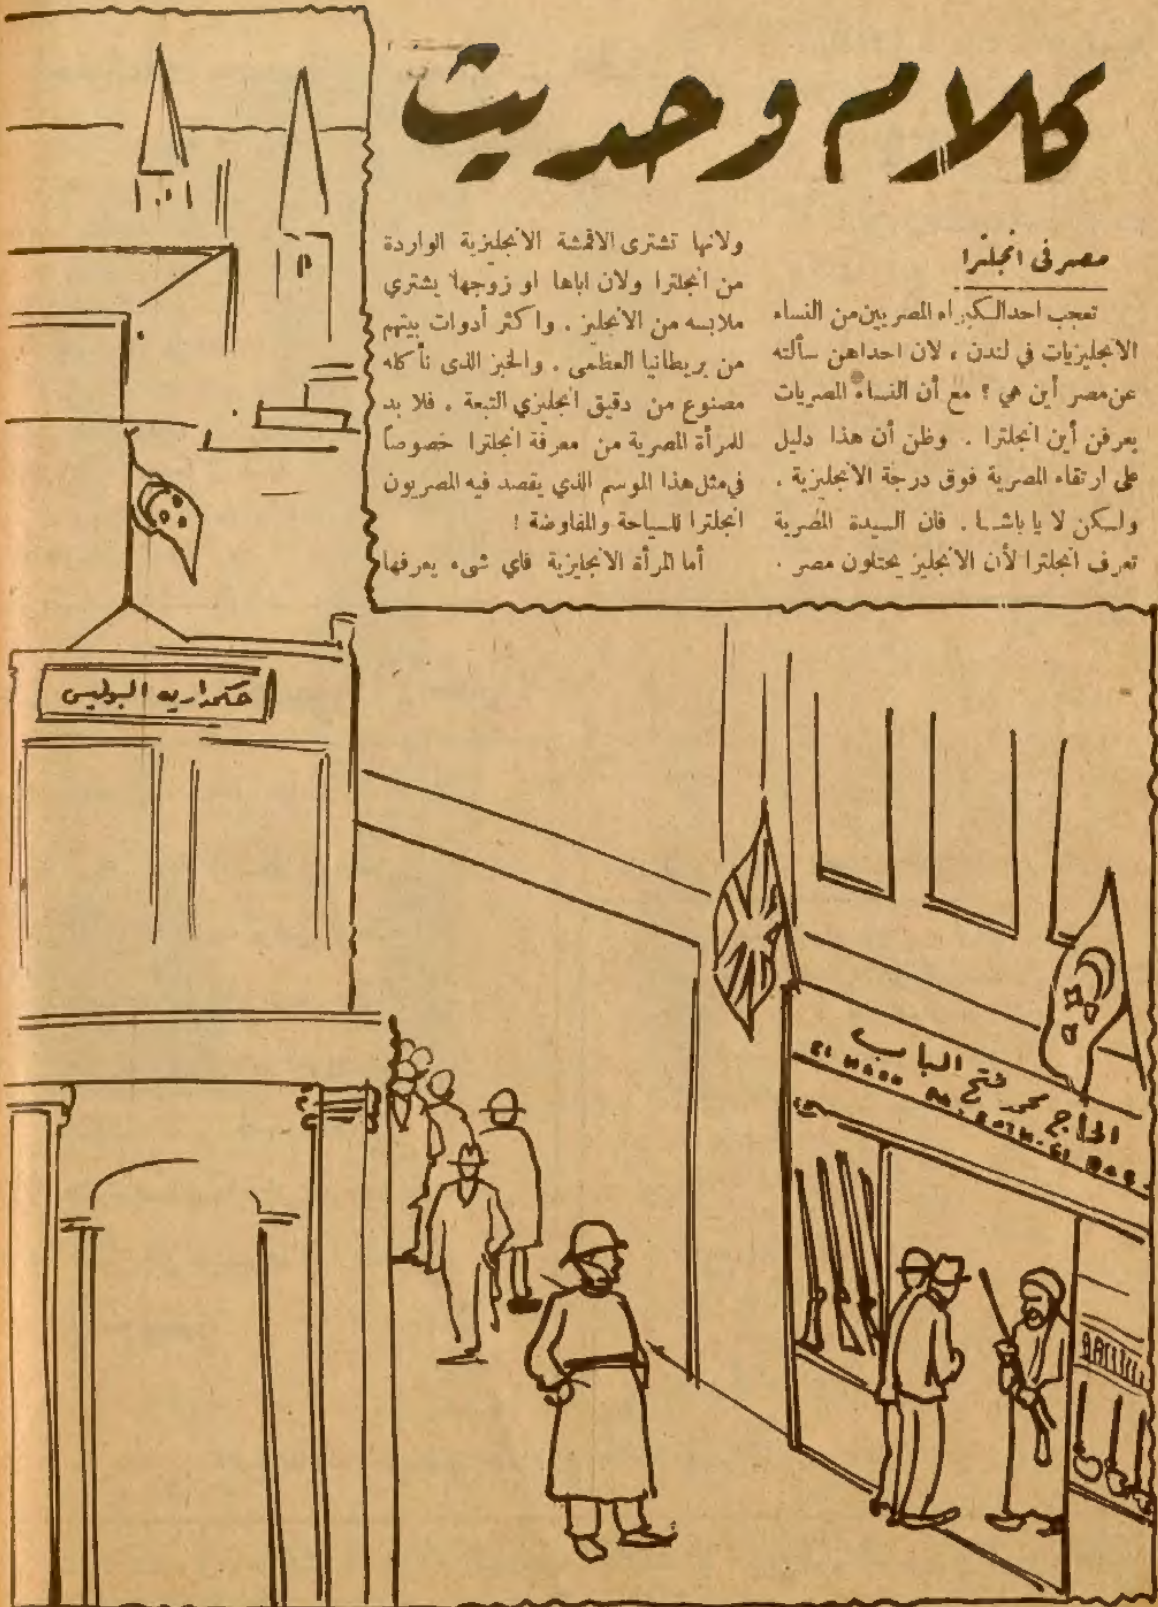 كلام وحديث
مصر فى انجلترا
تعجب احد الكبراء المصريين من النساء
الانجليزيات في لندن ، لان احداهن سألته
عن مصر أين هي ؟ مع أن النساء المصريات
يعرفن أين انجلترا . وظن أن هذا دليل
على ارتقاء المصرية فوق درجة الانجليزية .
ولكن لا يا باشا . فان السيدة المصرية
تعرف انجلترا لأن الانجليز يحتلون مصر .
ولانها تشترى الاقمشة الانجليزية الواردة
من انجلترا ولان اباها او زوجها يشتري
ملابسه من الانجليز . واكثر أدوات بيتهم
من بريطانيا العظمى . والخبز الذى نأكله
مصنوع من دقيق انجليزي التبعة . فلا بد
للمرأة المصرية من معرفة انجلترا خصوصاً
في مثل هذا الموسم الذي يقصد فيه المصريون
انجلترا للسياحة والمفاوضة !
أما المرأة الانجليزية فاي شىء يعرفها
حكمدارية البوليس
الحاج محمد فتح الباب